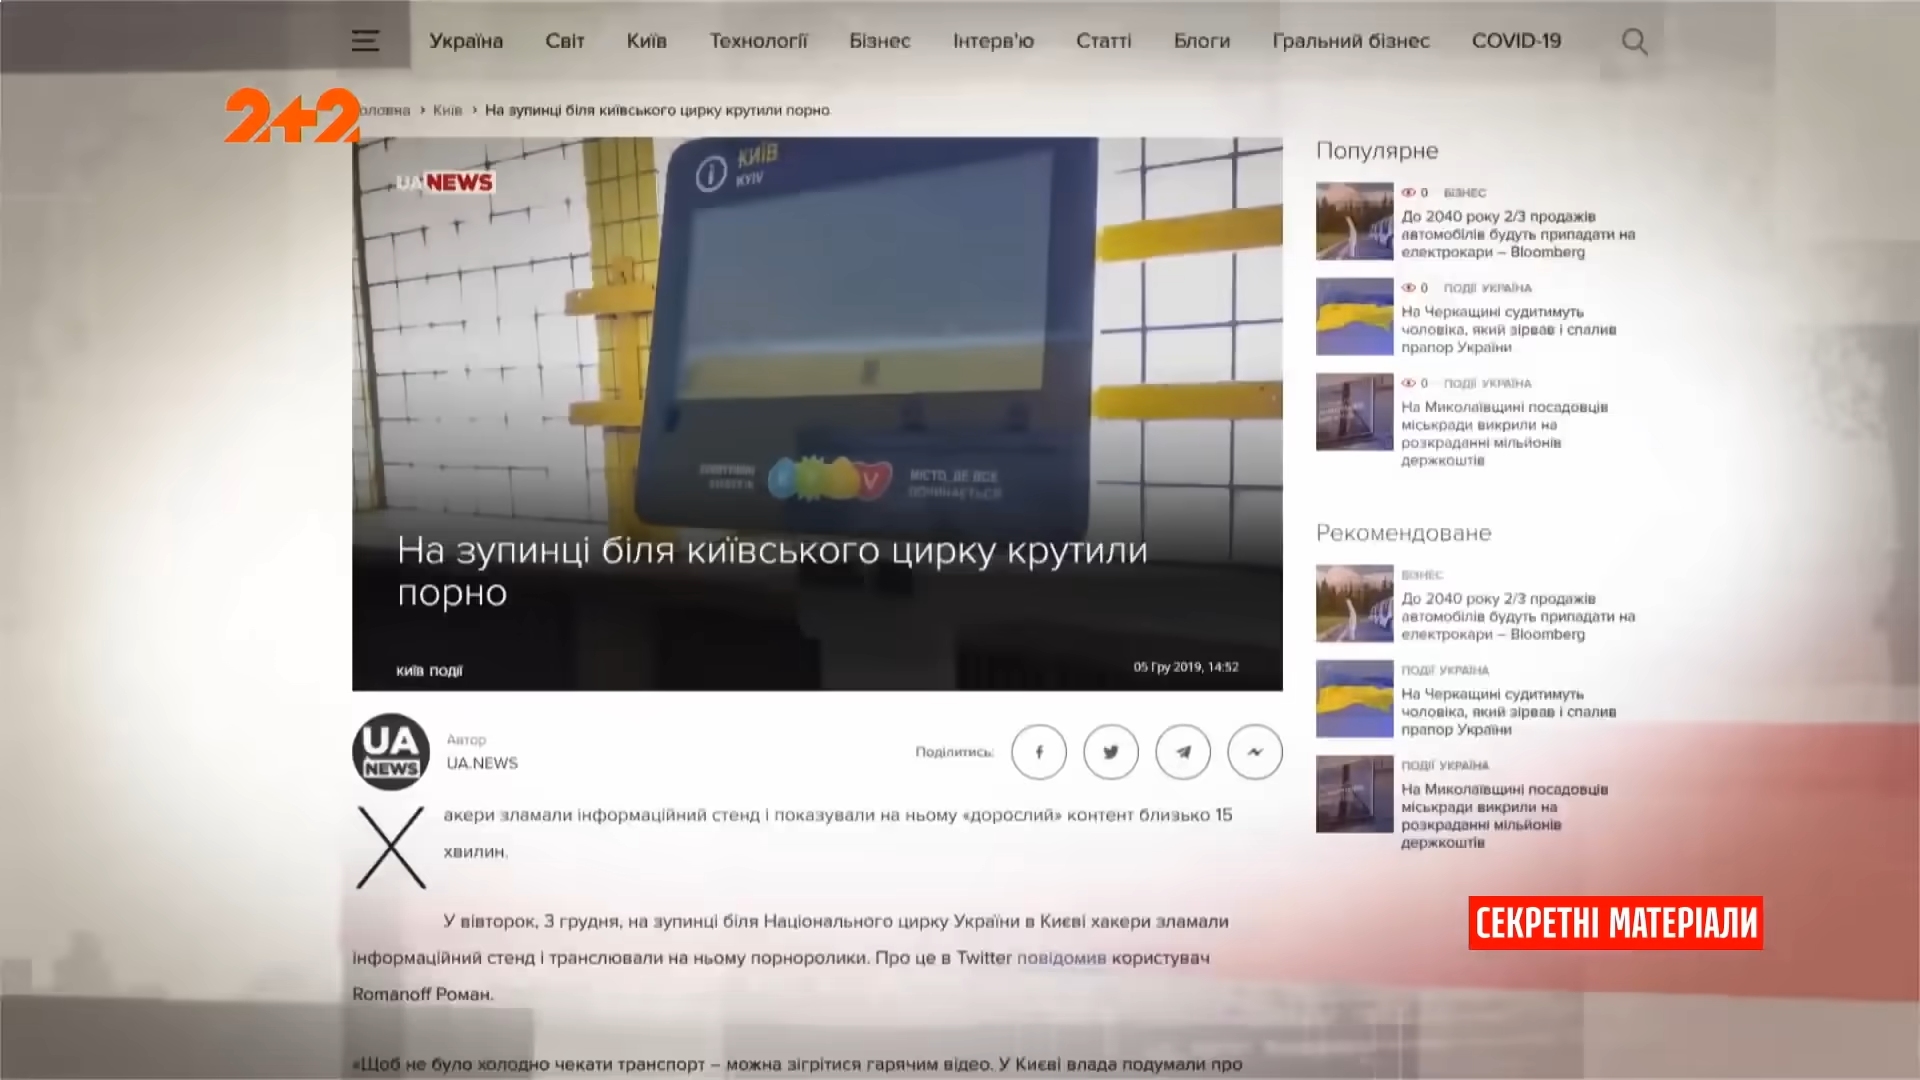 Україна Світ Київ Технології Бізнес Інтерв'ю Статті Блоги Гральний бізнес COVID-19
2+2
оловна › Київ › На зупинці біля київського цирку крутили порно
UA NEWS
КИЇВ
KYIV
МІСТО, ДЕ ВСЕ
ПОЧИНАЄТЬСЯ
На зупинці біля київського цирку крутили
порно
КИЇВ ПОДІЇ
05 Гру 2019, 14:52
UA
NEWS
Автор
UA.NEWS
Поділитись:
Хакери зламали інформаційний стенд і показували на ньому «дорослий» контент близько 15
хвилин.
У вівторок, 3 грудня, на зупинці біля Національного цирку України в Києві хакери зламали
інформаційний стенд і транслювали на ньому порноролики. Про це в Twitter повідомив користувач
Romanoff Роман.
«Щоб не було холодно чекати транспорт – можна зігрітися гарячим відео. У Києві влада подумали про
Популярне
0 БІЗНЕС
До 2040 року 2/3 продажів
автомобілів будуть припадати на
електрокари – Bloomberg
0 ПОДІЇ УКРАЇНА
На Черкащині судитимуть
чоловіка, який зірвав і спалив
прапор України
0 ПОДІЇ УКРАЇНА
На Миколаївщині посадовців
міськради викрили на
розкраданні мільйонів
держкоштів
Рекомендоване
БІЗНЕС
До 2040 року 2/3 продажів
автомобілів будуть припадати на
електрокари – Bloomberg
ПОДІЇ УКРАЇНА
На Черкащині судитимуть
чоловіка, який зірвав і спалив
прапор України
ПОДІЇ УКРАЇНА
На Миколаївщині посадовців
міськради викрили на
розкраданні мільйонів
держкоштів
СЕКРЕТНІ МАТЕРІАЛИ